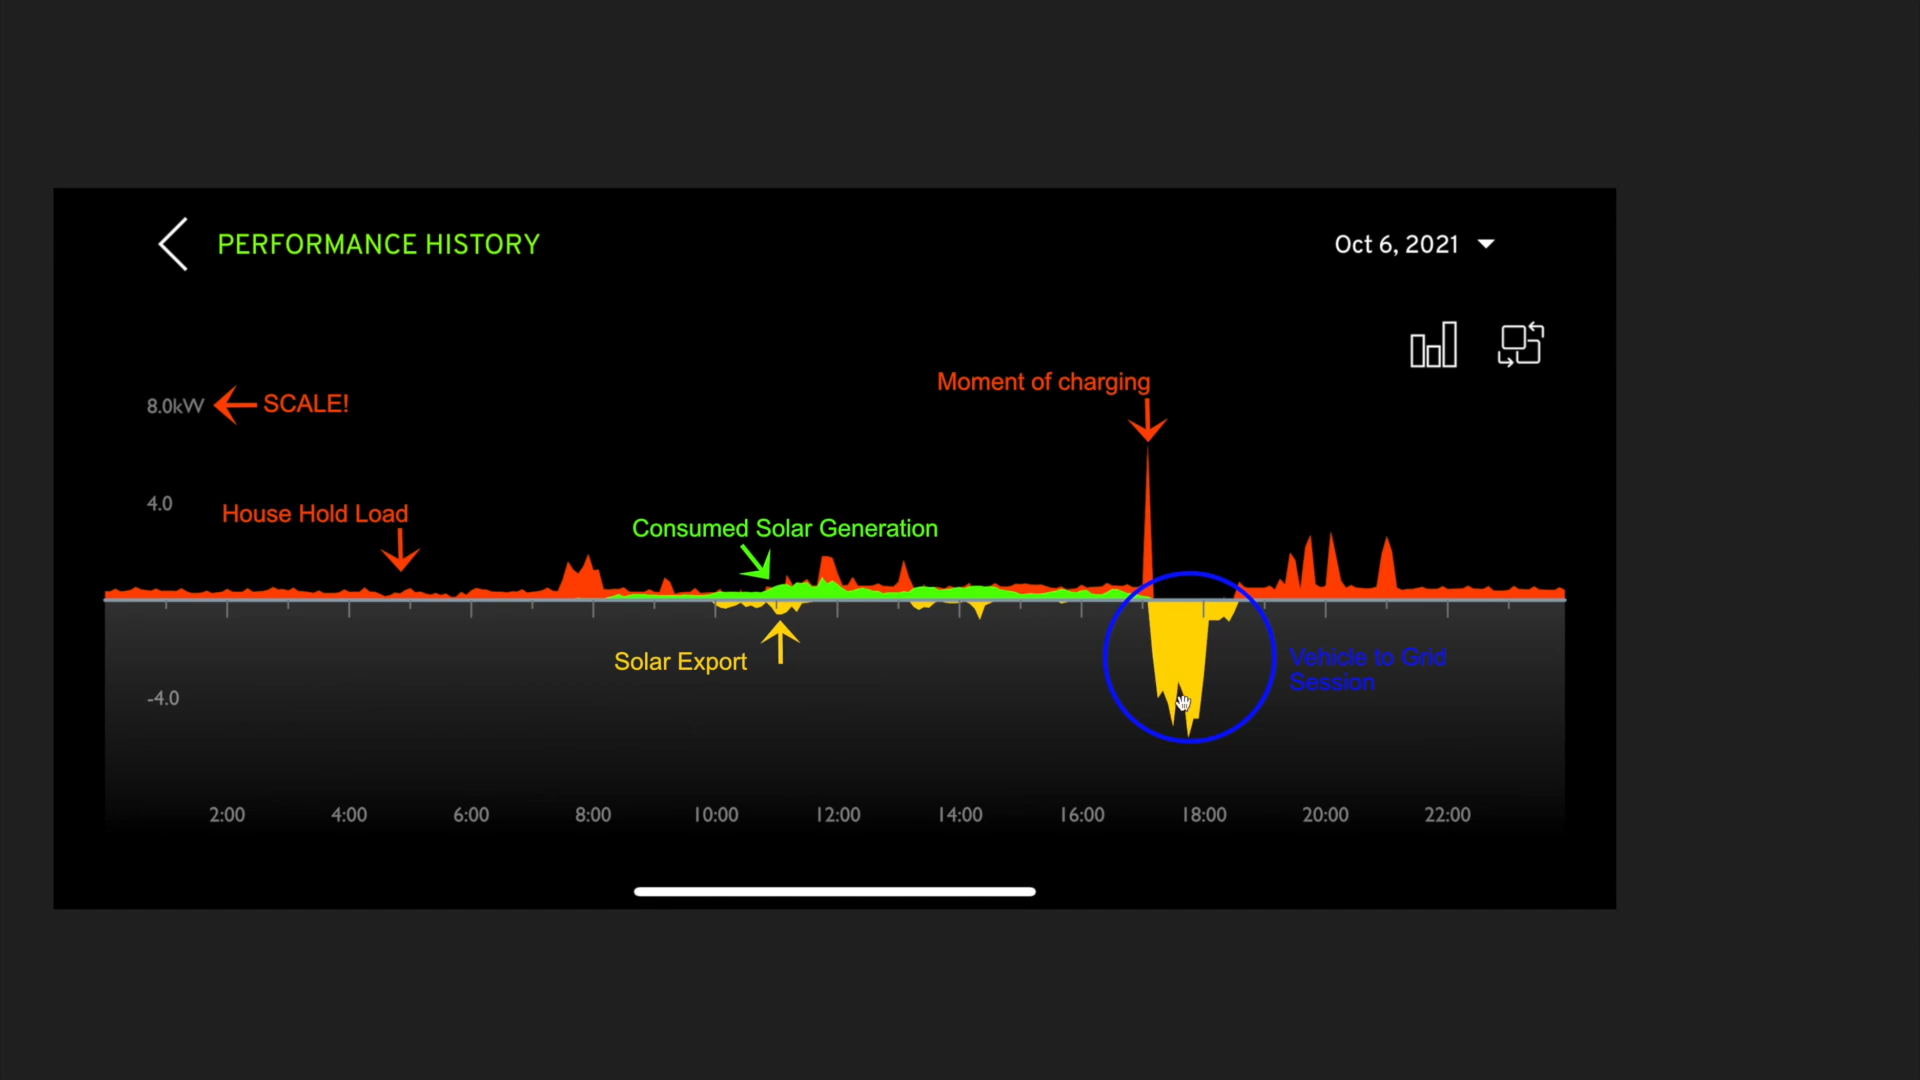 PERFORMANCE HISTORY
Oct 6, 2021
8.0kW
SCALE!
Moment of charging
4.0
House Hold Load
Consumed Solar Generation
Solar Export
Vehicle to Grid
Session
-4.0
2:00 4:00 6:00 8:00 10:00 12:00 14:00 16:00 18:00 20:00 22:00